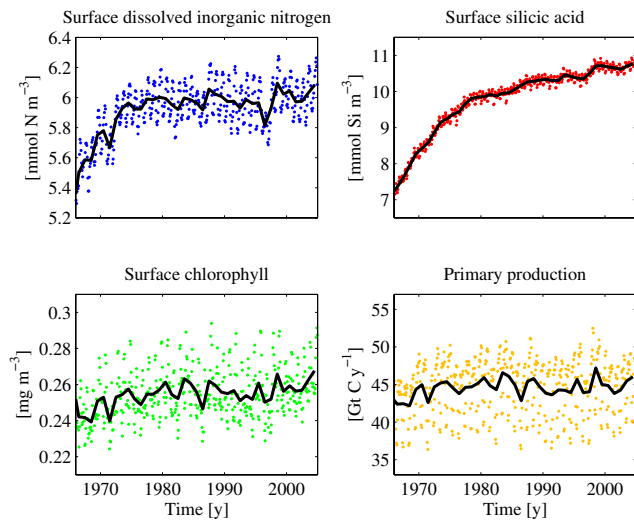 Surface dissolved inorganic nitrogen
[mmol N m⁻³]
6.4
6.2
6
5.8
5.6
5.4
5.2
Surface silicic acid
[mmol Si m⁻³]
11
10
9
8
7
Surface chlorophyll
[mg m⁻³]
0.3
0.28
0.26
0.24
0.22
1970 1980 1990 2000
Time [y]
Primary production
[Gt C y⁻¹]
55
50
45
40
35
1970 1980 1990 2000
Time [y]